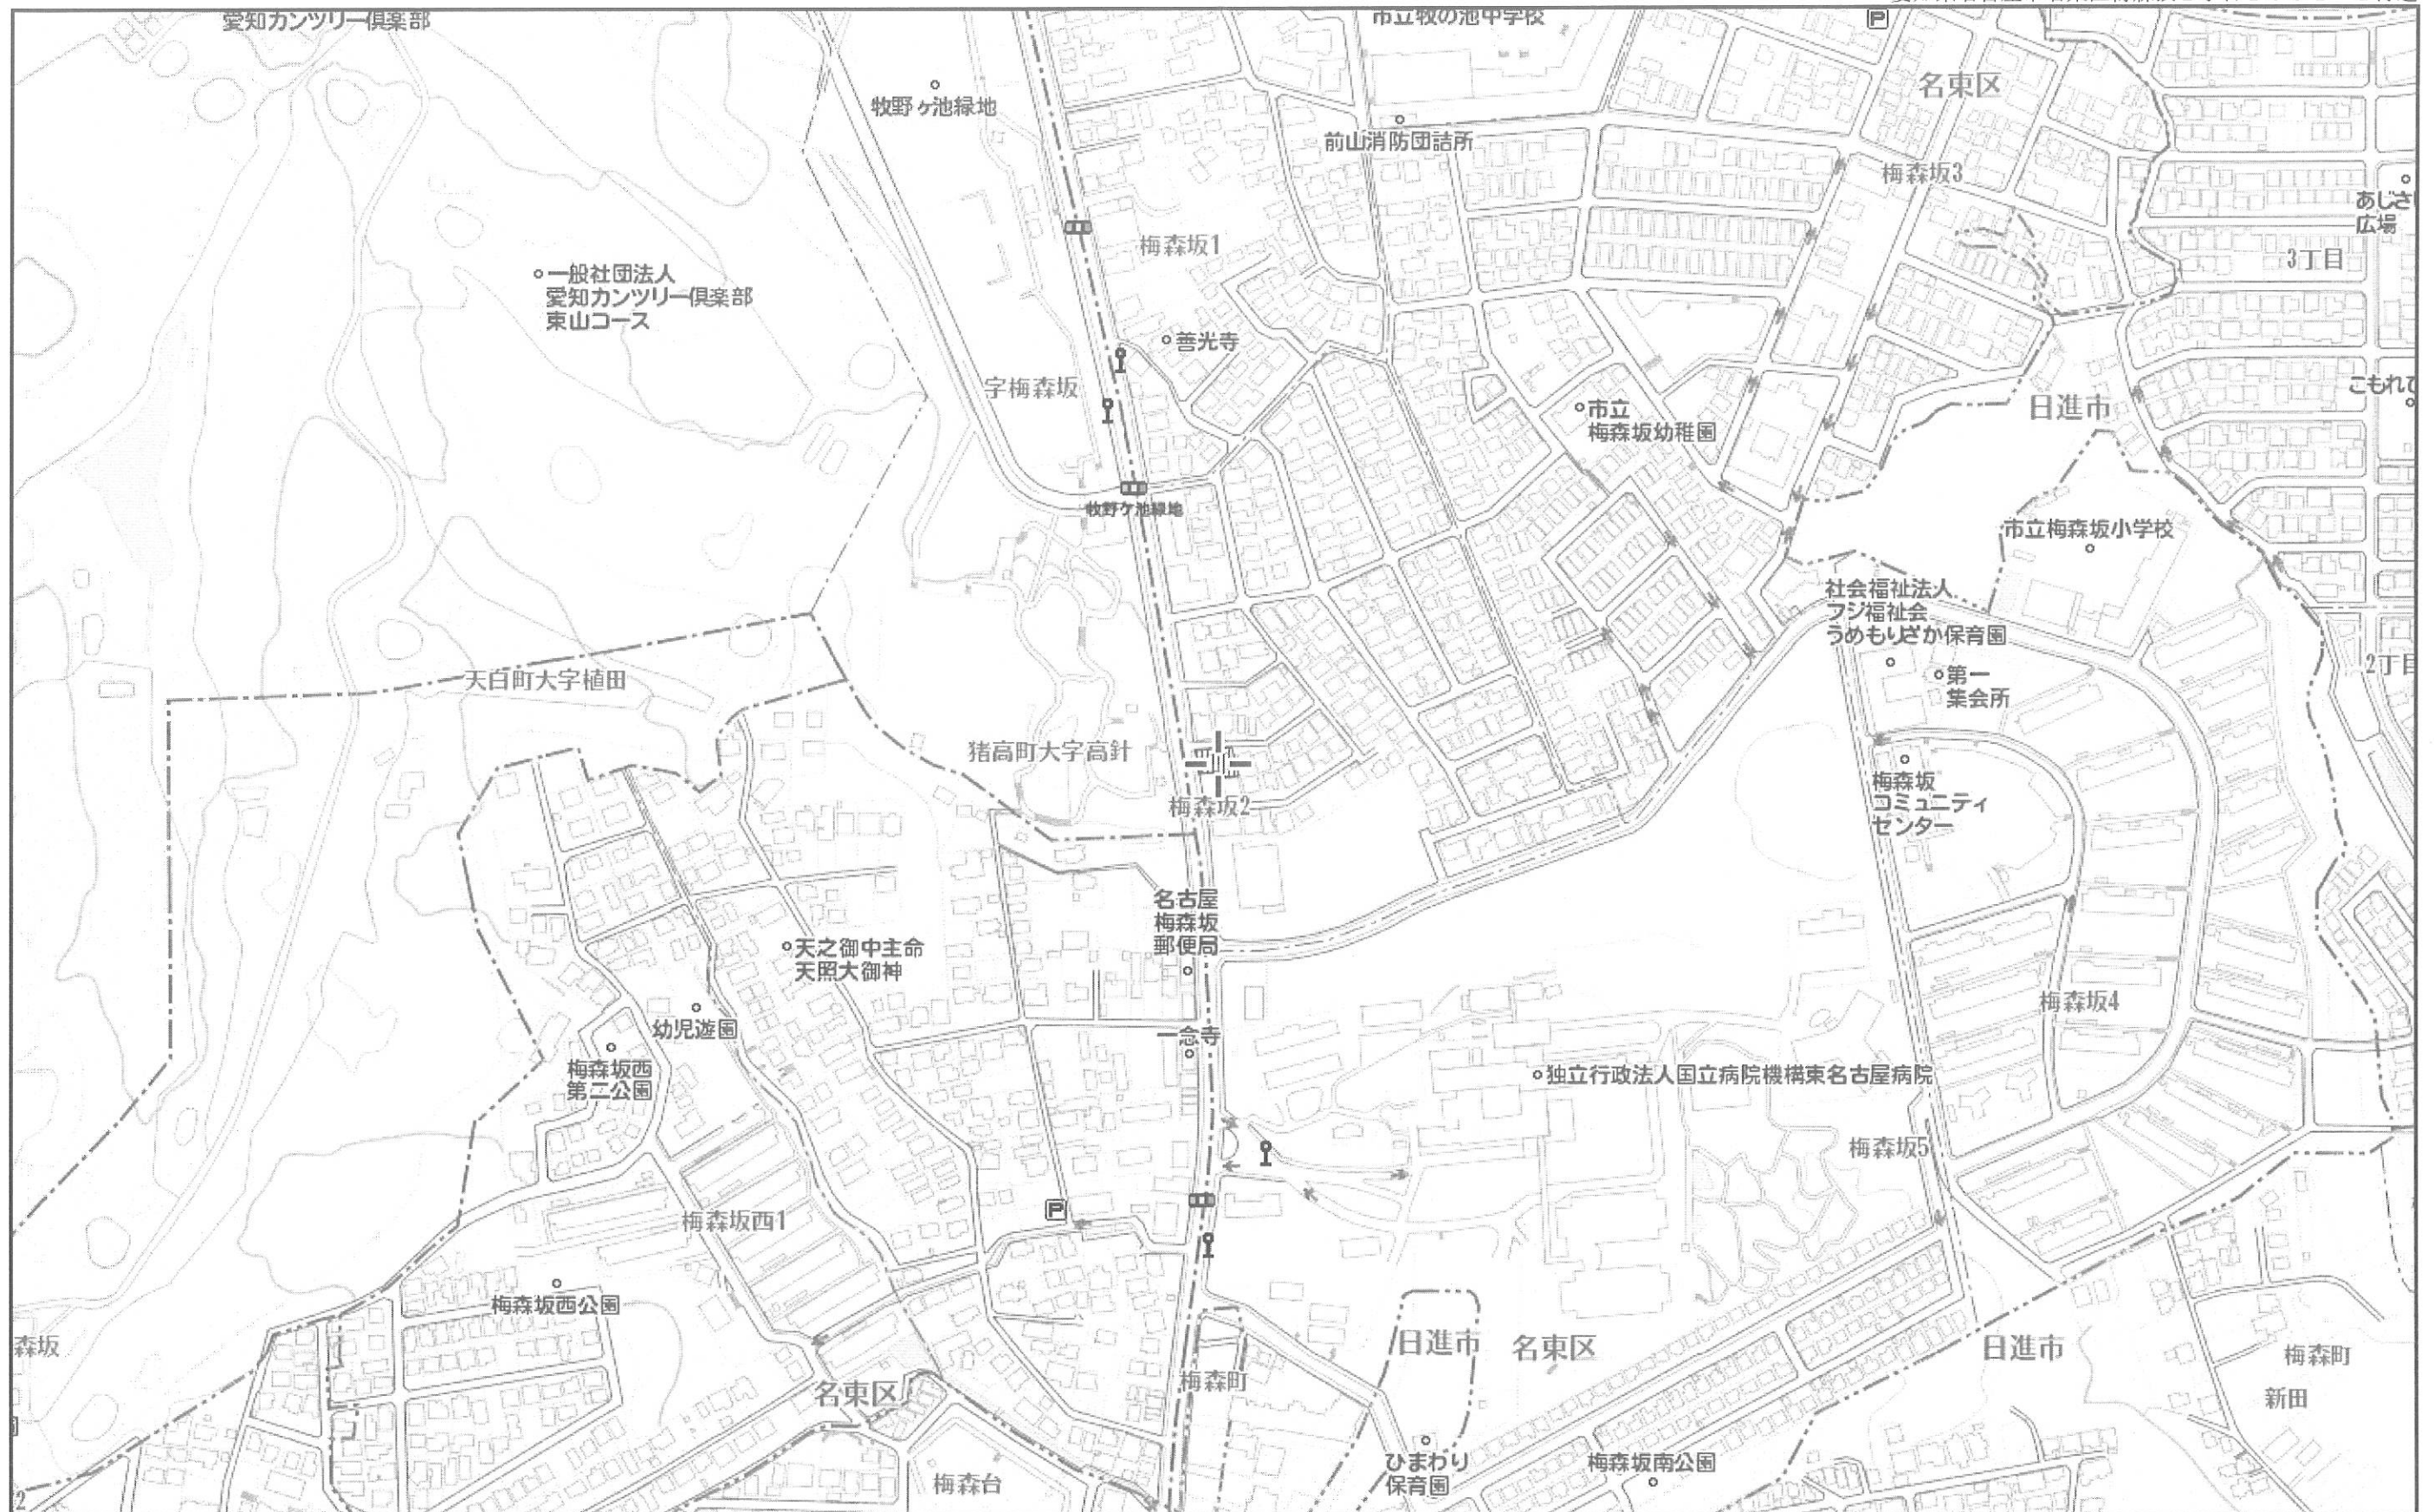 愛知カンツリー倶楽部
市立牧の池中学校
P
名東区
牧野ヶ池緑地
前山消防団詰所
梅森坂3
あじさ
広場
梅森坂1
3丁目
一般社団法人
愛知カンツリー倶楽部
東山コース
善光寺
字梅森坂
こもれび
日進市
市立
梅森坂幼稚園
牧野ケ池緑地
市立梅森坂小学校
社会福祉法人
フジ福祉会
うめもりざか保育園
第一
集会所
2丁目
天白町大字植田
猪高町大字高針
梅森坂2
梅森坂
コミュニティ
センター
名古屋
梅森坂
郵便局
天之御中主命
天照大御神
梅森坂4
幼児遊園
一念寺
梅森坂西
第二公園
独立行政法人国立病院機構東名古屋病院
梅森坂5
P
梅森坂西1
梅森坂西公園
森坂
日進市
名東区
日進市
梅森町
梅森町
名東区
新田
ひまわり
保育園
梅森坂南公園
梅森台
2